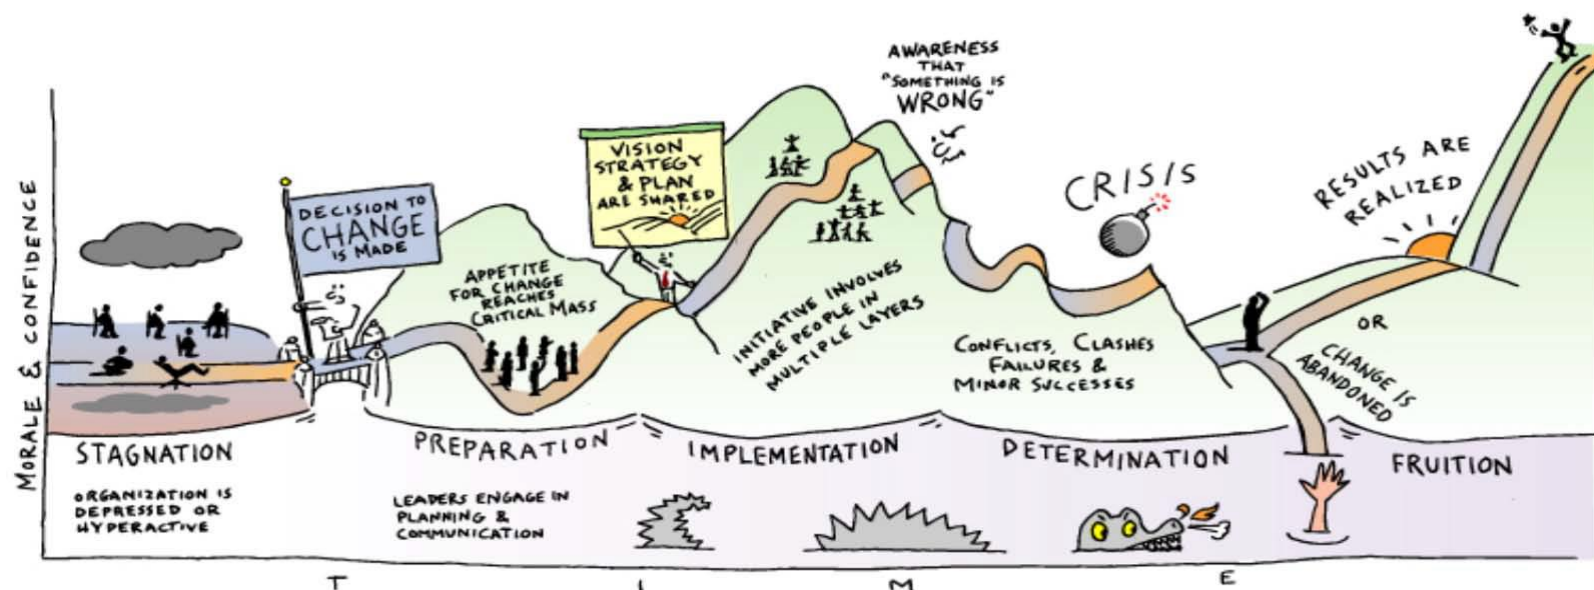 MORALE & CONFIDENCE
DECISION TO
CHANGE
IS MADE
APPETITE
FOR CHANGE
REACHES
CRITICAL MASS
VISION
STRATEGY
& PLAN
ARE SHARED
INITIATIVE INVOLVES
MORE PEOPLE IN
MULTIPLE LAYERS
AWARENESS
THAT
"SOMETHING IS
WRONG"
CRISIS
CONFLICTS, CLASHES
FAILURES &
MINOR SUCCESSES
RESULTS ARE
REALIZED
OR
CHANGE IS
ABANDONED
STAGNATION
PREPARATION
IMPLEMENTATION
DETERMINATION
FRUITION
ORGANIZATION IS
DEPRESSED OR
HYPERACTIVE
LEADERS ENGAGE IN
PLANNING &
COMMUNICATION
T I M E